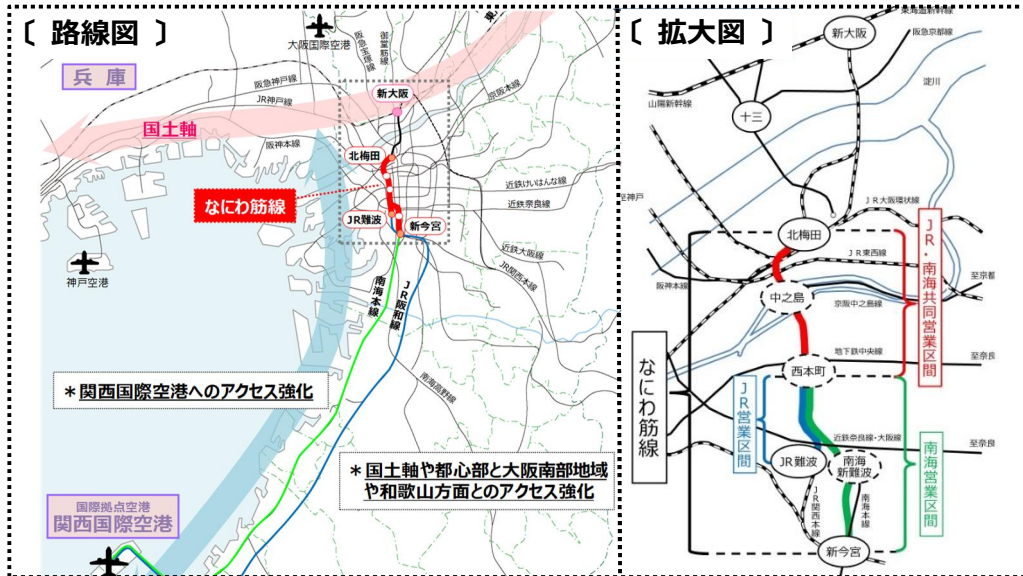 〔 路線図 〕
大阪国際空港
阪急宝塚線
御堂筋線
兵 庫
阪急神戸線
JR神戸線
新大阪
京阪本線
国土軸
阪神本線
北梅田
なにわ筋線
近鉄けいはんな線
近鉄奈良線
JR難波
新今宮
近鉄大阪線
JR関西本線
神戸空港
南海本線
JR阪和線
南海高野線
＊関西国際空港へのアクセス強化
＊国土軸や都心部と大阪南部地域
や和歌山方面とのアクセス強化
国際拠点空港
関西国際空港
〔 拡大図 〕
東海道新幹線
新大阪
阪急京都線
淀川
山陽新幹線
十三
至神戸
JR大阪環状線
北梅田
JR東西線
至京都
阪神本線
中之島
京阪中之島線
JR・南海共同営業区間
地下鉄中央線
至奈良
西本町
なにわ筋線
JR営業区間
近鉄奈良線・大阪線
至奈良
JR難波
南海
新難波
南海営業区間
JR関西本線
南海本線
新今宮